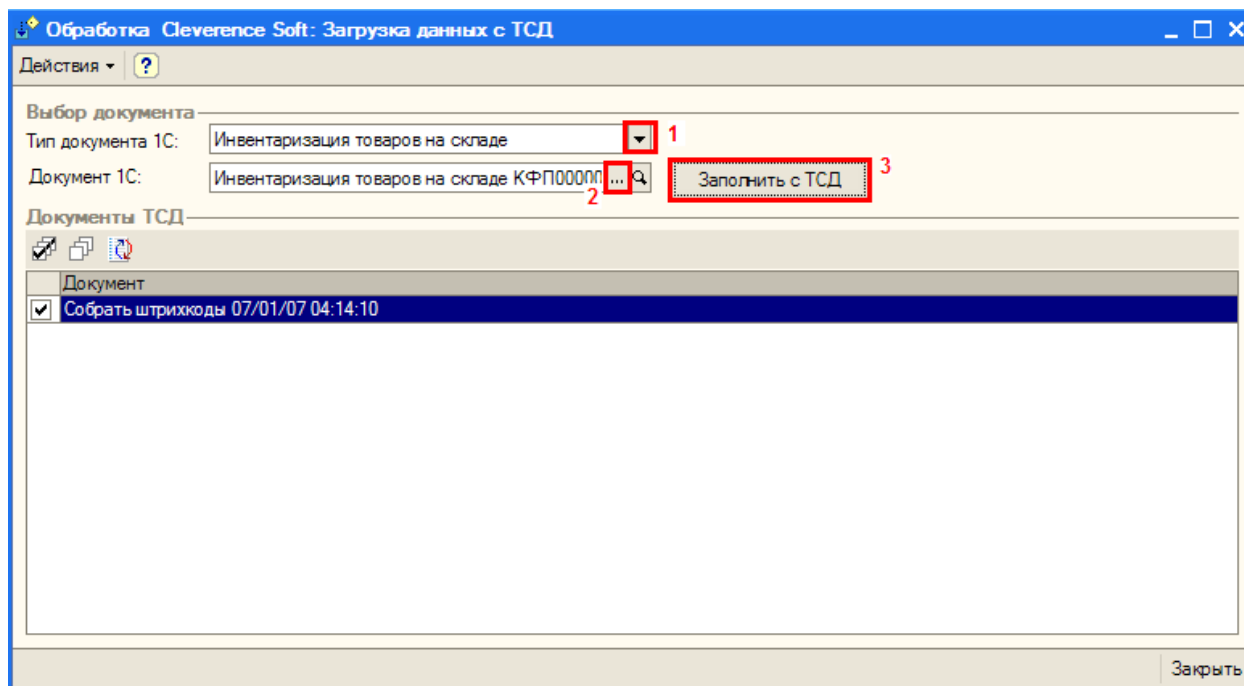 Обработка Cleverence Soft: Загрузка данных с ТСД
Действия ?
Выбор документа
Тип документа 1С: Инвентаризация товаров на складе 1
Документ 1С: Инвентаризация товаров на складе КФП00000 ... Заполнить с ТСД 3
2
Документы ТСД
Документ
Собрать штрихкоды 07/01/07 04:14:10
Закрыть